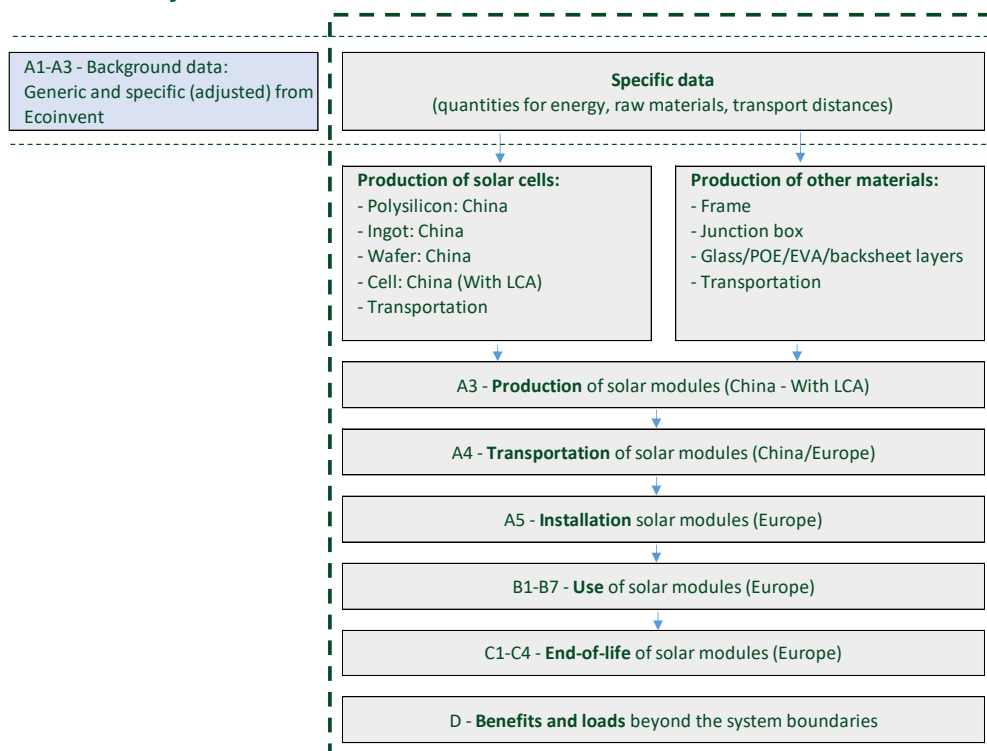 A1-A3 - Background data:
Generic and specific (adjusted) from
Ecoinvent
Specific data
(quantities for energy, raw materials, transport distances)
Production of solar cells:
- Polysilicon: China
- Ingot: China
- Wafer: China
- Cell: China (With LCA)
- Transportation
Production of other materials:
- Frame
- Junction box
- Glass/POE/EVA/backsheet layers
- Transportation
A3 - Production of solar modules (China - With LCA)
A4 - Transportation of solar modules (China/Europe)
A5 - Installation solar modules (Europe)
B1-B7 - Use of solar modules (Europe)
C1-C4 - End-of-life of solar modules (Europe)
D - Benefits and loads beyond the system boundaries